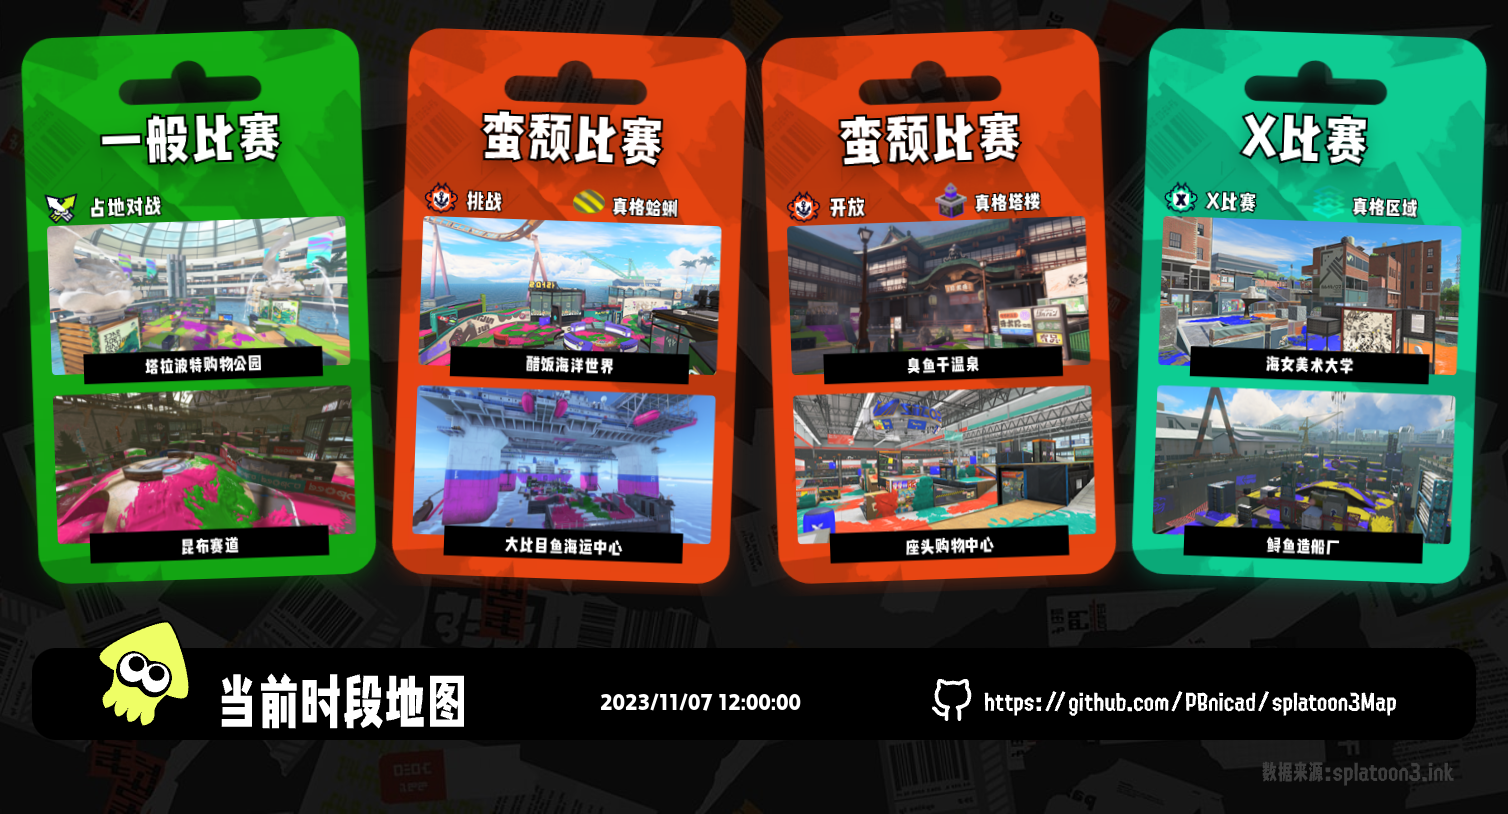 一般比赛
占地对战
塔拉波特购物公园
昆布赛道
蛮颓比赛
挑战
真格蛤蜊
醋饭海洋世界
大比目鱼海运中心
蛮颓比赛
开放
真格塔楼
臭鱼干温泉
座头购物中心
X比赛
X比赛
真格区域
海女美术大学
鲟鱼造船厂
当前时段地图
2023/11/07 12:00:00
https://github.com/PBnicad/splatoon3Map
数据来源:splatoon3.ink